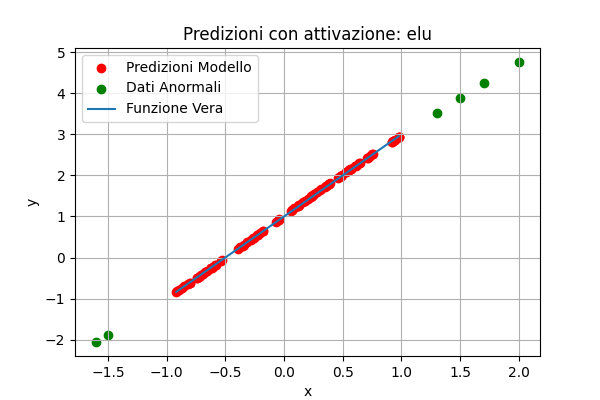 Predizioni con attivazione: elu
Predizioni Modello
Dati Anormali
Funzione Vera
y
5
4
3
2
1
0
−1
−2
−1.5
−1.0
−0.5
0.0
0.5
1.0
1.5
2.0
x